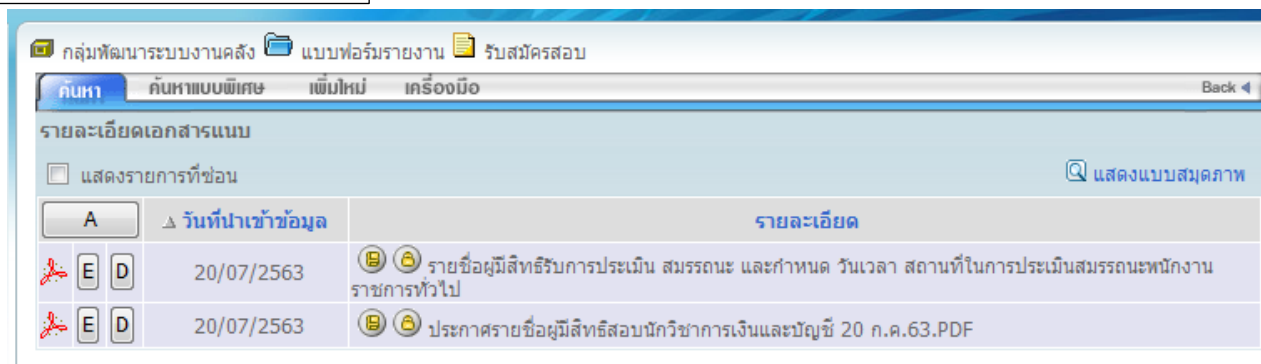 กลุ่มพัฒนาระบบงานคลัง แบบฟอร์มรายงาน รับสมัครสอบ
ค้นหา ค้นหาแบบพิเศษ เพิ่มใหม่ เครื่องมือ Back
รายละเอียดเอกสารแนบ
แสดงรายการที่ซ่อน แสดงแบบสมุดภาพ
A วันที่นำเข้าข้อมูล รายละเอียด
E D 20/07/2563 รายชื่อผู้มีสิทธิรับการประเมิน สมรรถนะ และกำหนด วันเวลา สถานที่ในการประเมินสมรรถนะพนักงาน
ราชการทั่วไป
E D 20/07/2563 ประกาศรายชื่อผู้มีสิทธิสอบนักวิชาการเงินและบัญชี 20 ก.ค.63.PDF